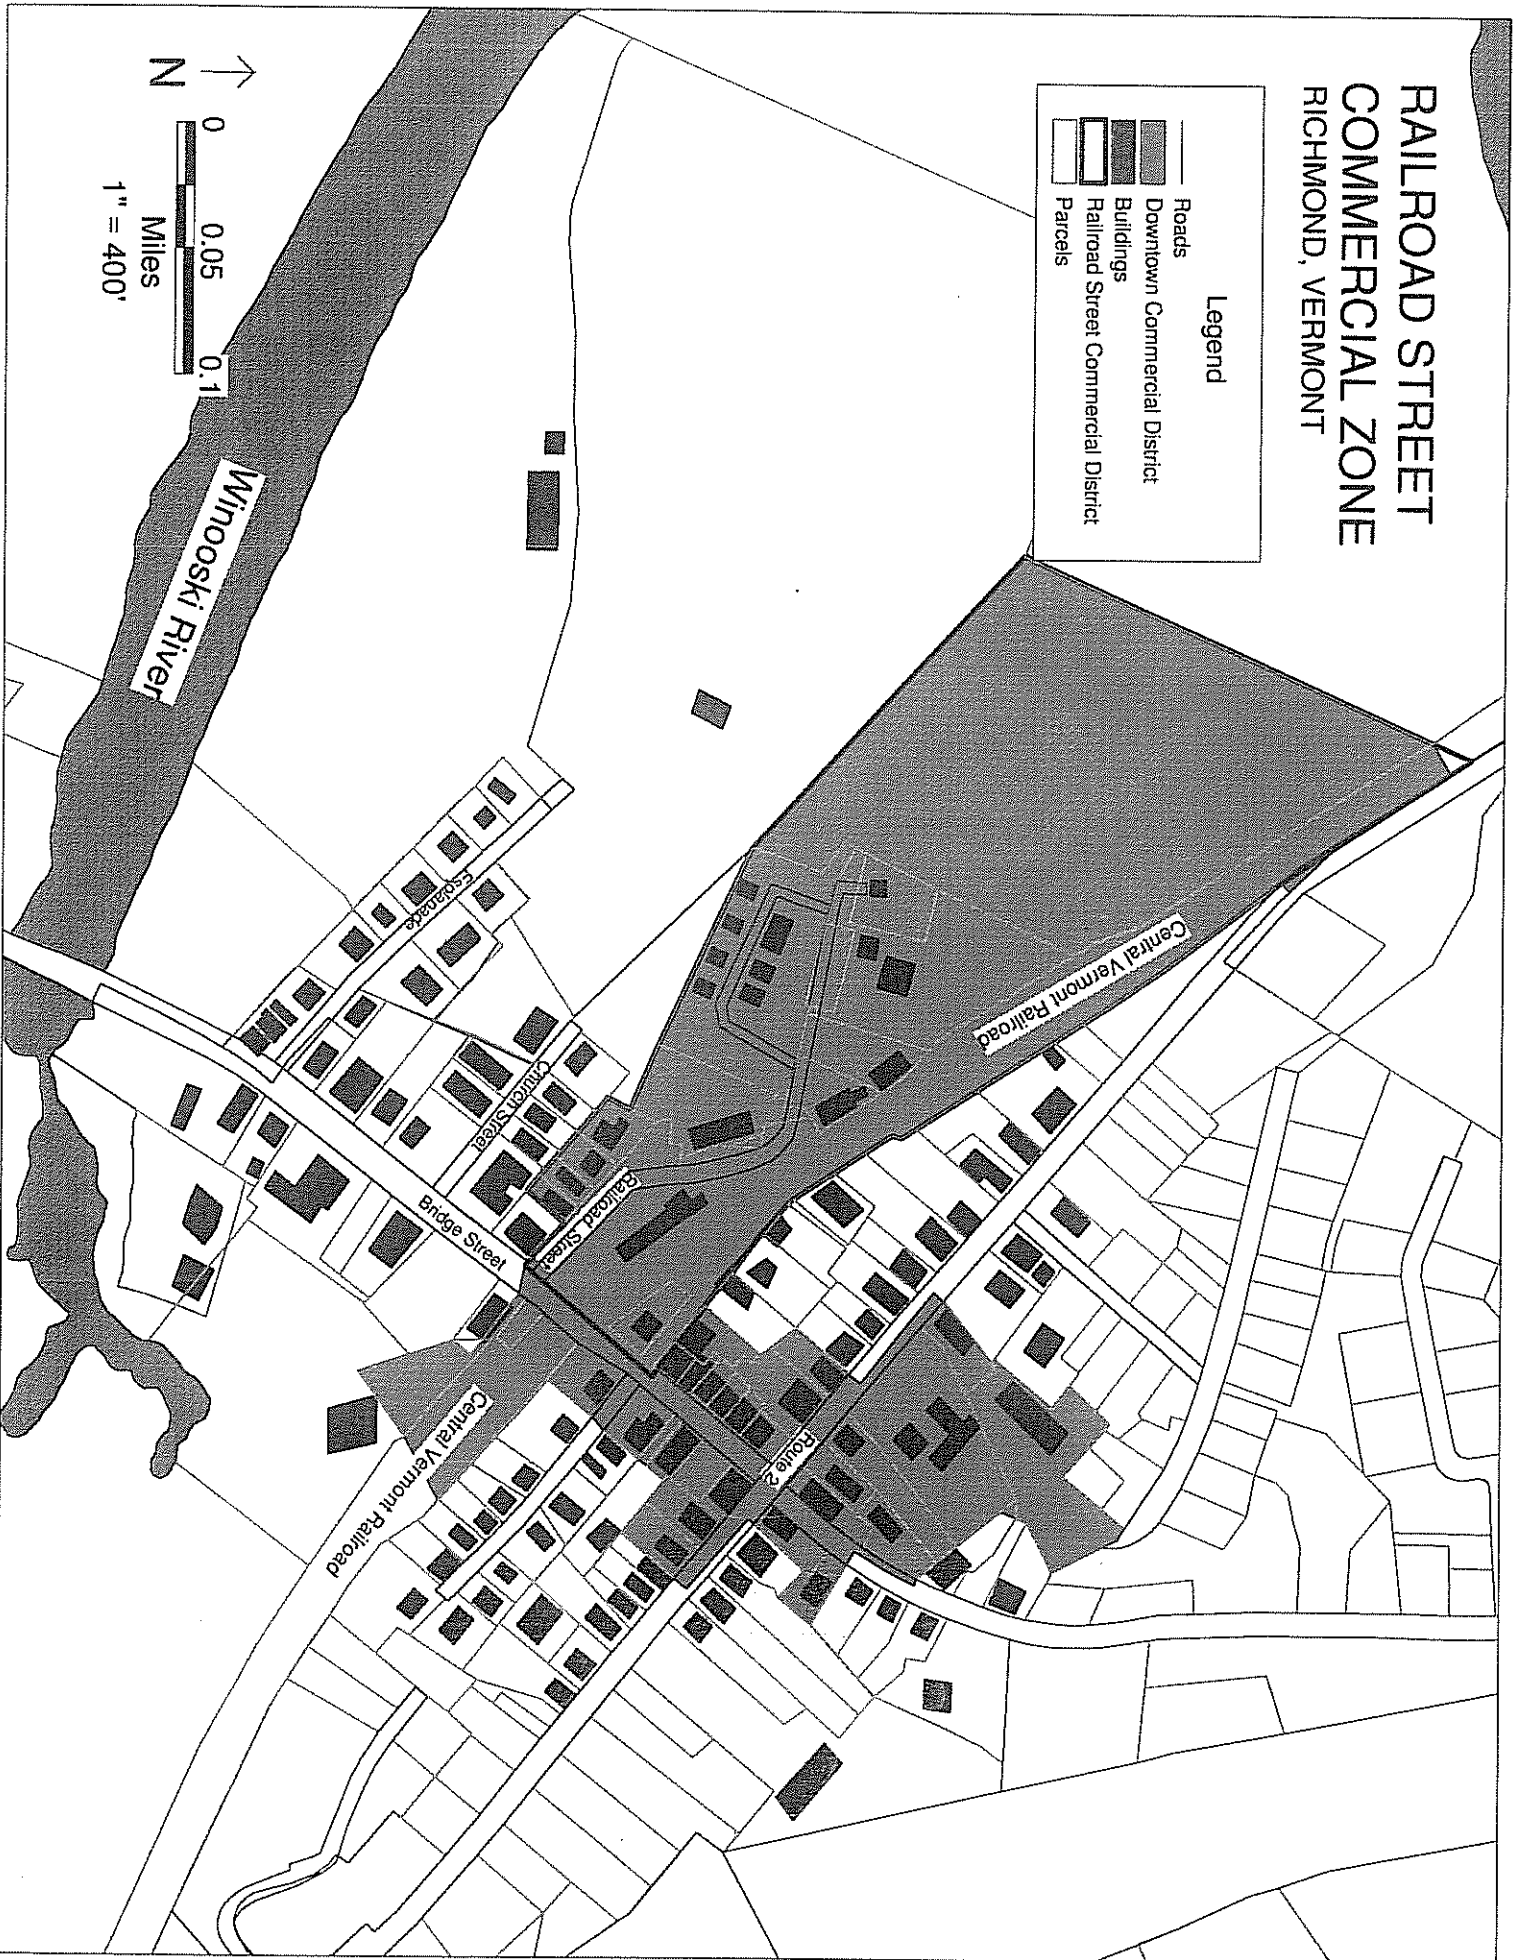 RAILROAD STREET
COMMERCIAL ZONE
RICHMOND, VERMONT
Legend
Roads
Downtown Commercial District
Buildings
Railroad Street Commercial District
Parcels
Central Vermont Railroad
Route 2
Railroad Street
Church Street
Esplanade
Bridge Street
Central Vermont Railroad
Winooski River
N
0 0.05 0.1
Miles
1" = 400'